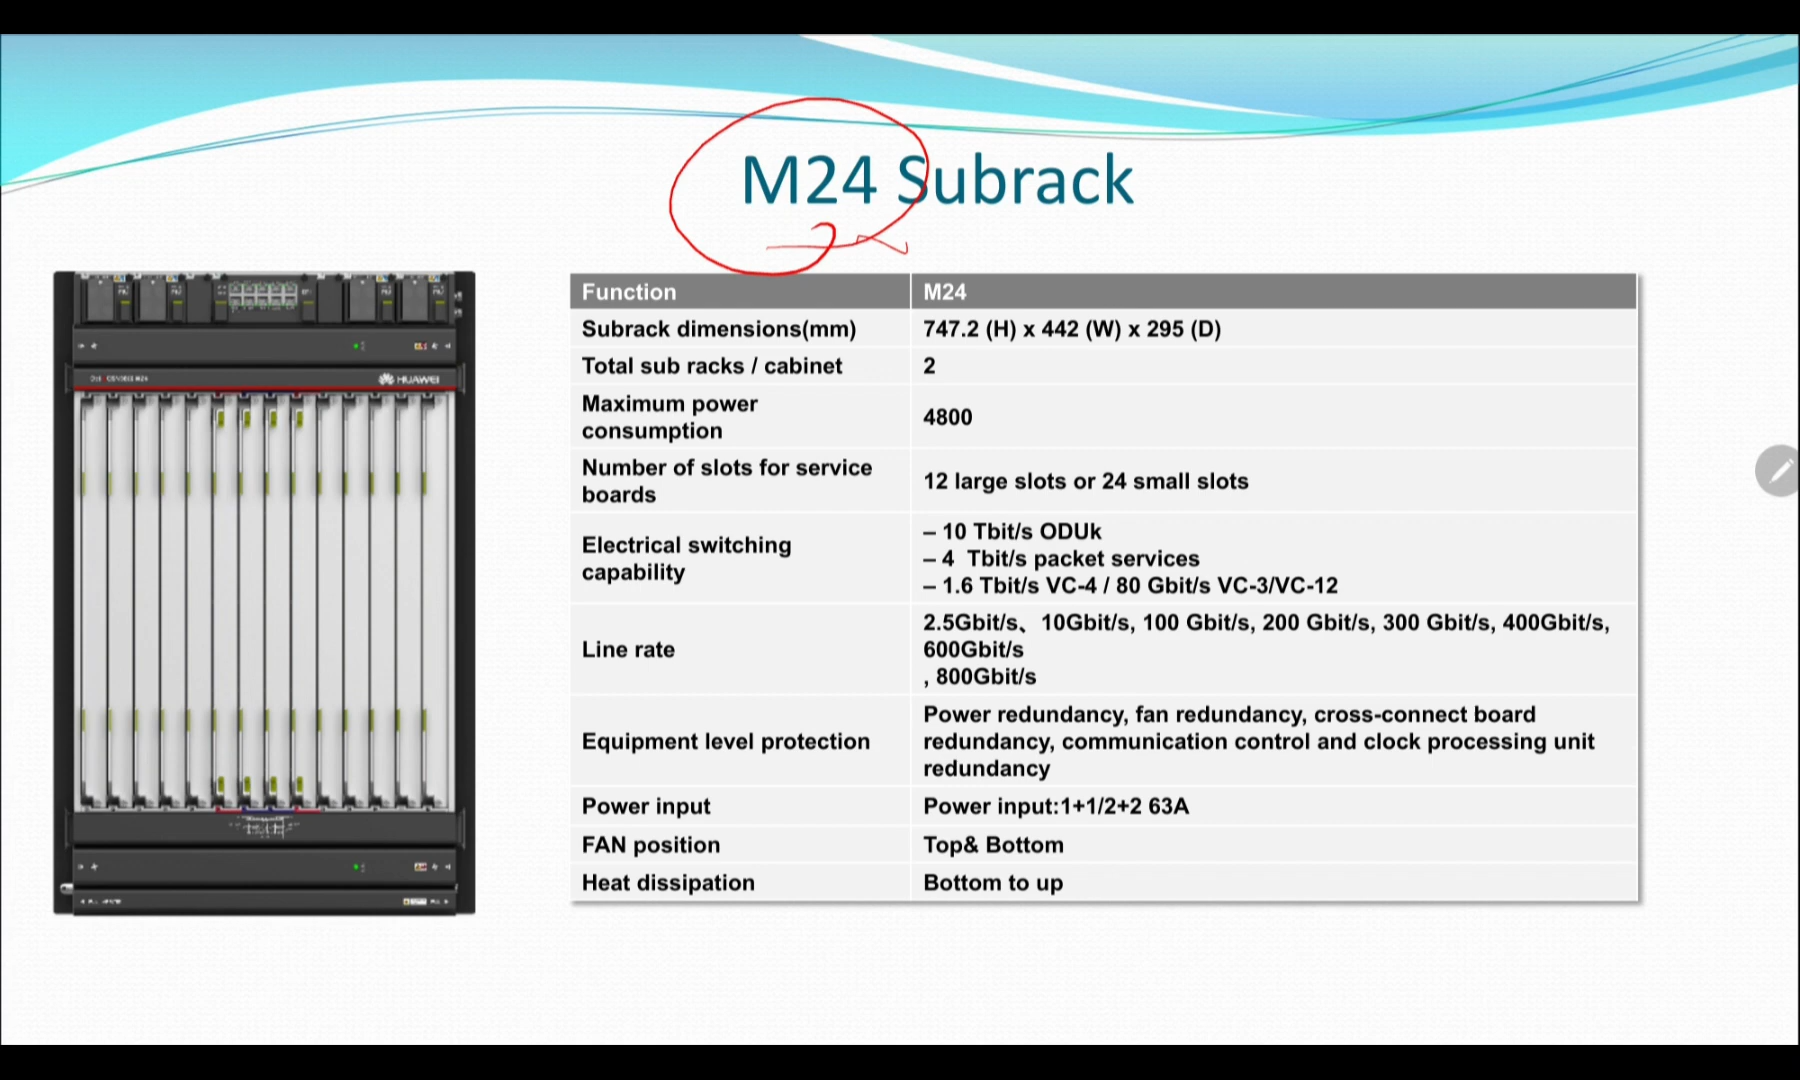 M24 Subrack
HUAWEI
Function
M24
Subrack dimensions(mm)
747.2 (H) x 442 (W) x 295 (D)
Total sub racks / cabinet
2
Maximum power
consumption
4800
Number of slots for service
boards
12 large slots or 24 small slots
Electrical switching
capability
– 10 Tbit/s ODUk
– 4  Tbit/s packet services
– 1.6 Tbit/s VC-4 / 80 Gbit/s VC-3/VC-12
Line rate
2.5Gbit/s、 10Gbit/s, 100 Gbit/s, 200 Gbit/s, 300 Gbit/s, 400Gbit/s,
600Gbit/s
, 800Gbit/s
Equipment level protection
Power redundancy, fan redundancy, cross-connect board
redundancy, communication control and clock processing unit
redundancy
Power input
Power input:1+1/2+2 63A
FAN position
Top& Bottom
Heat dissipation
Bottom to up